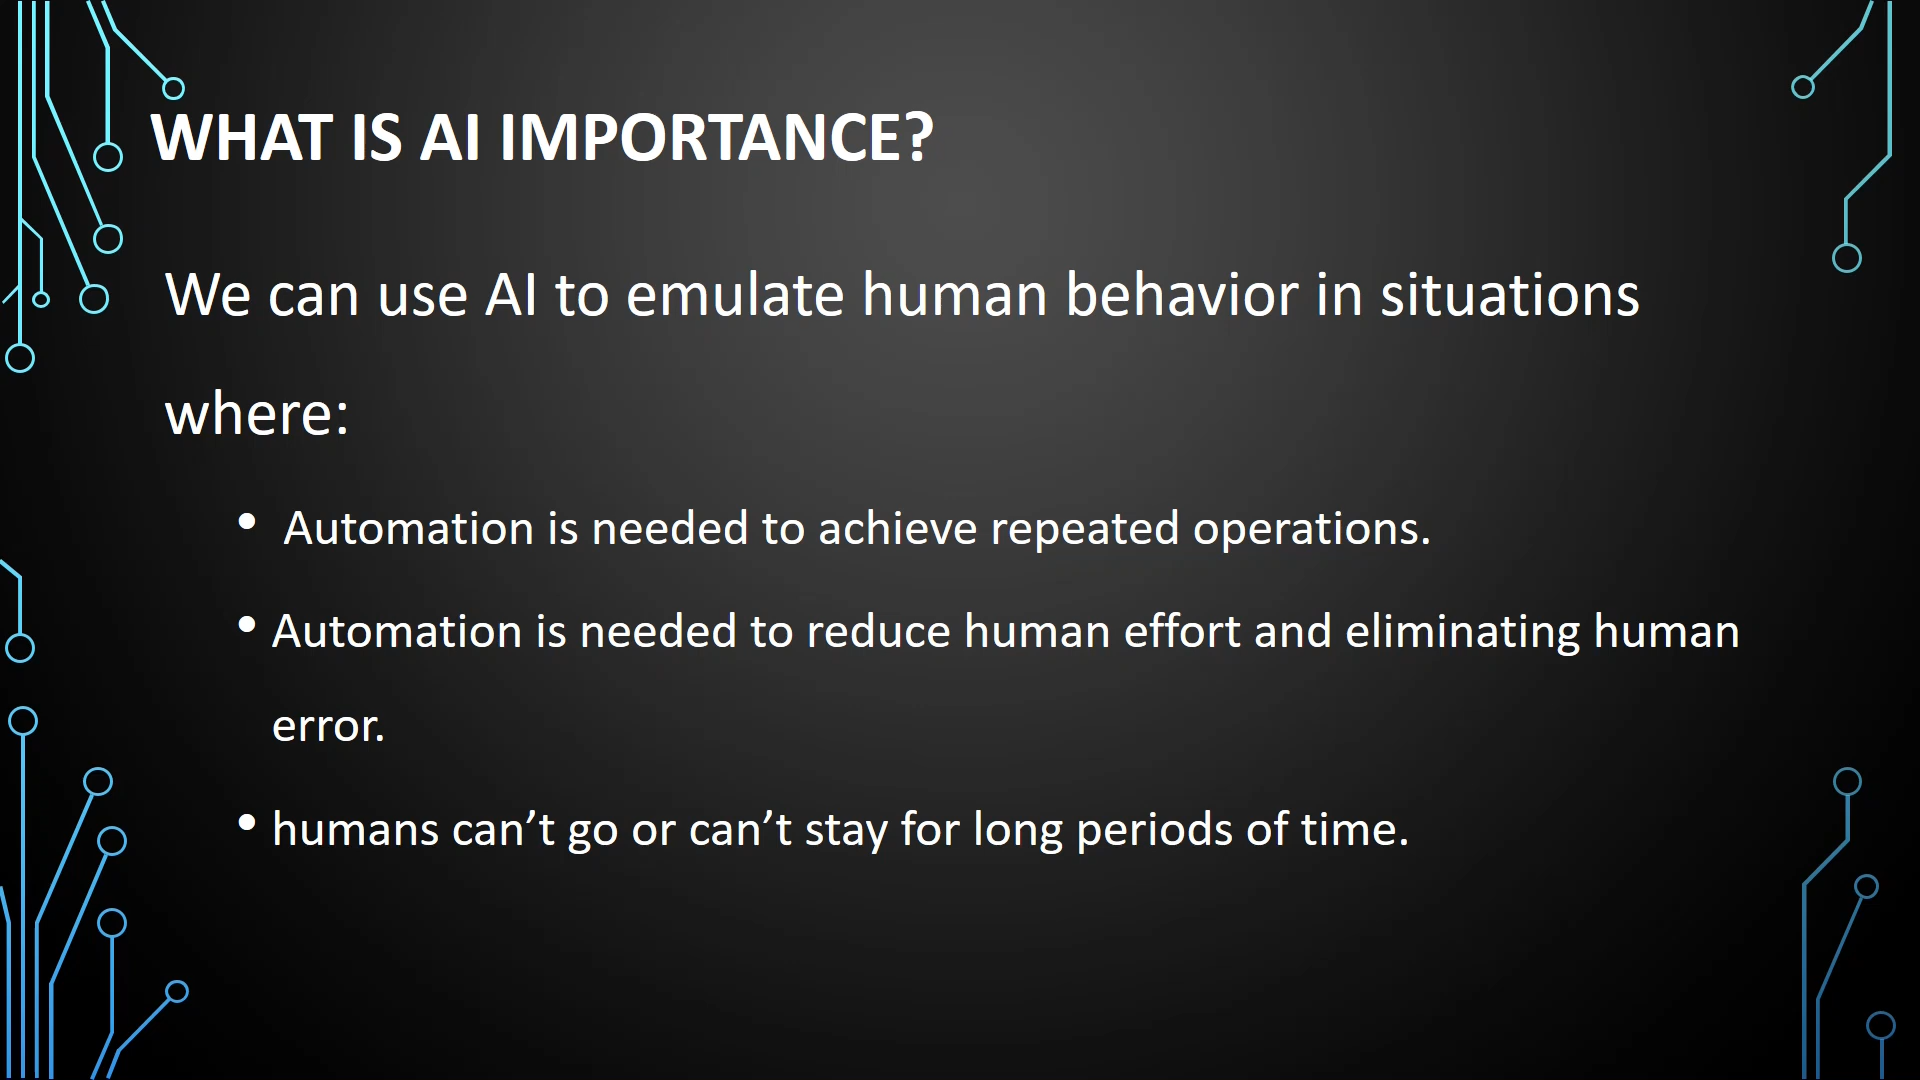 WHAT IS AI IMPORTANCE?
We can use AI to emulate human behavior in situations
where:
• Automation is needed to achieve repeated operations.
• Automation is needed to reduce human effort and eliminating human
error.
• humans can’t go or can’t stay for long periods of time.